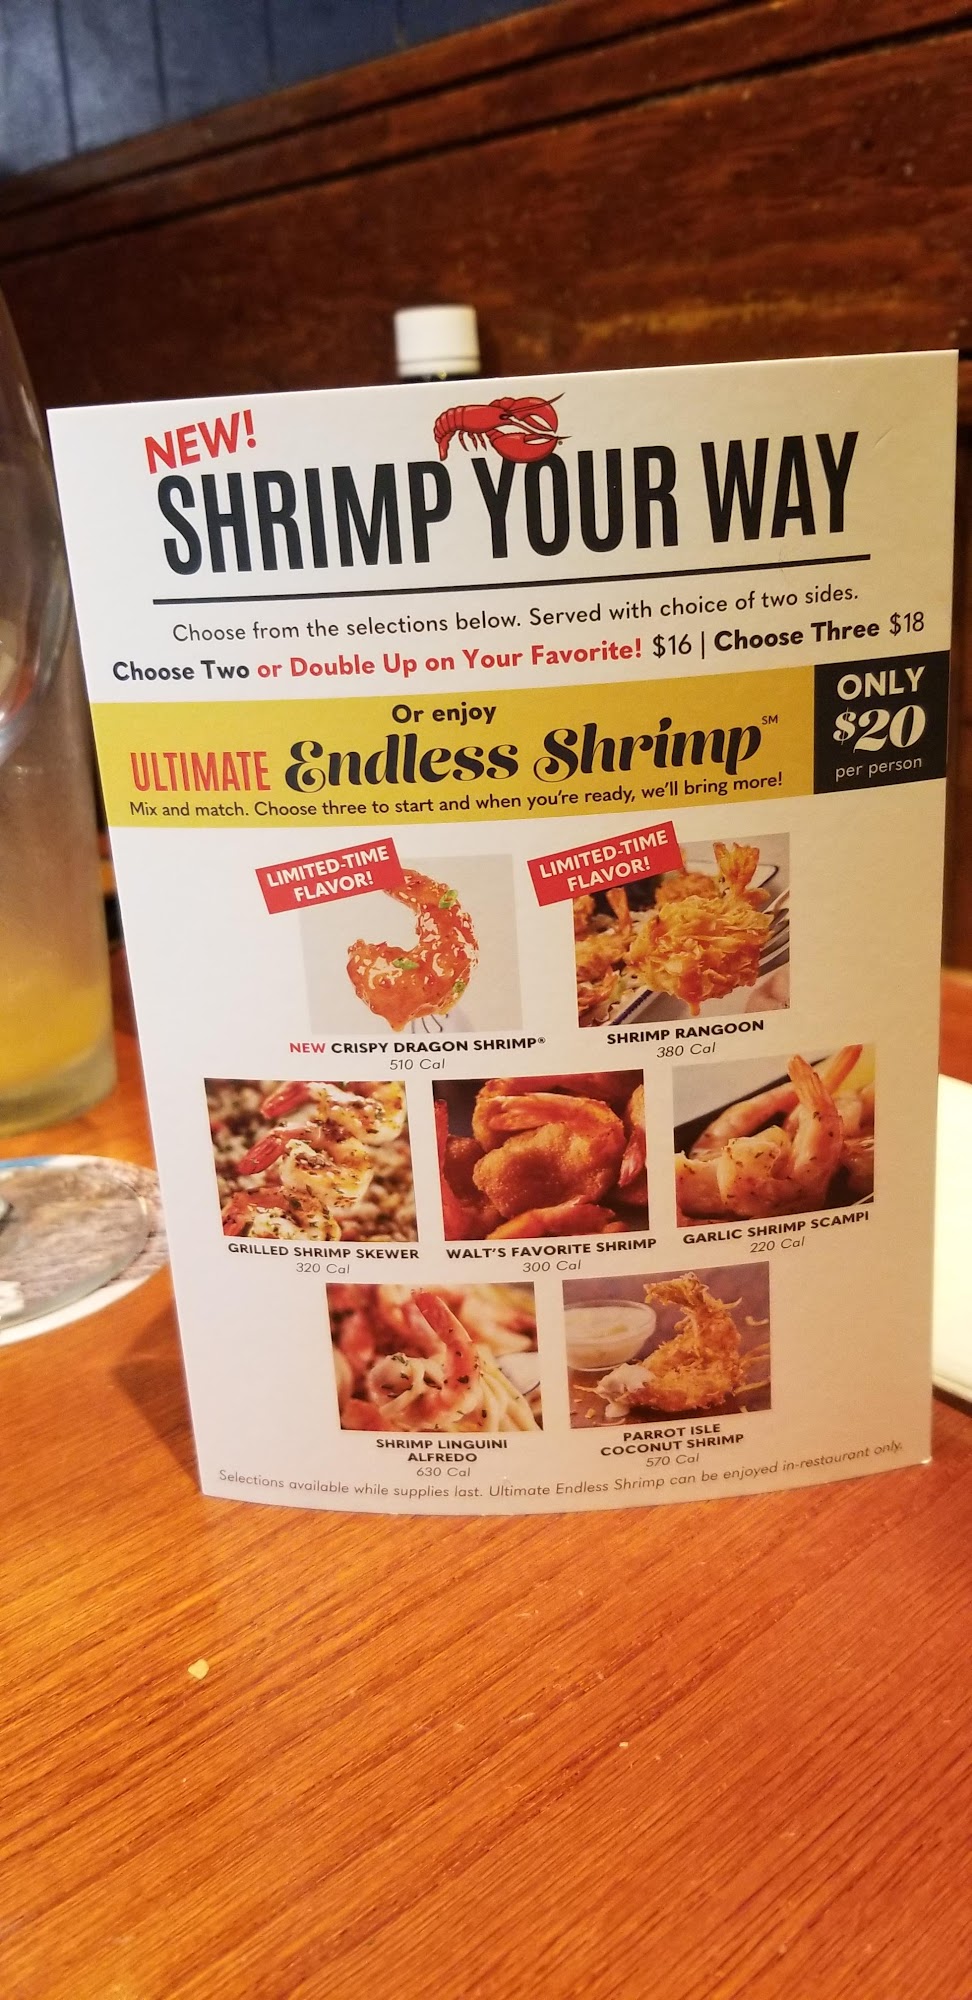 NEW!
SHRIMP YOUR WAY
Choose from the selections below. Served with choice of two sides.
Choose Two or Double Up on Your Favorite! $16 | Choose Three $18
Or enjoy
ULTIMATE Endless Shrimp℠
Mix and match. Choose three to start and when you're ready, we'll bring more!
ONLY
$20
per person
LIMITED-TIME
FLAVOR!
NEW CRISPY DRAGON SHRIMP®
510 Cal
LIMITED-TIME
FLAVOR!
SHRIMP RANGOON
380 Cal
GRILLED SHRIMP SKEWER
320 Cal
WALT'S FAVORITE SHRIMP
300 Cal
GARLIC SHRIMP SCAMPI
220 Cal
SHRIMP LINGUINI
ALFREDO
630 Cal
PARROT ISLE
COCONUT SHRIMP
570 Cal
Selections available while supplies last. Ultimate Endless Shrimp can be enjoyed in-restaurant only.